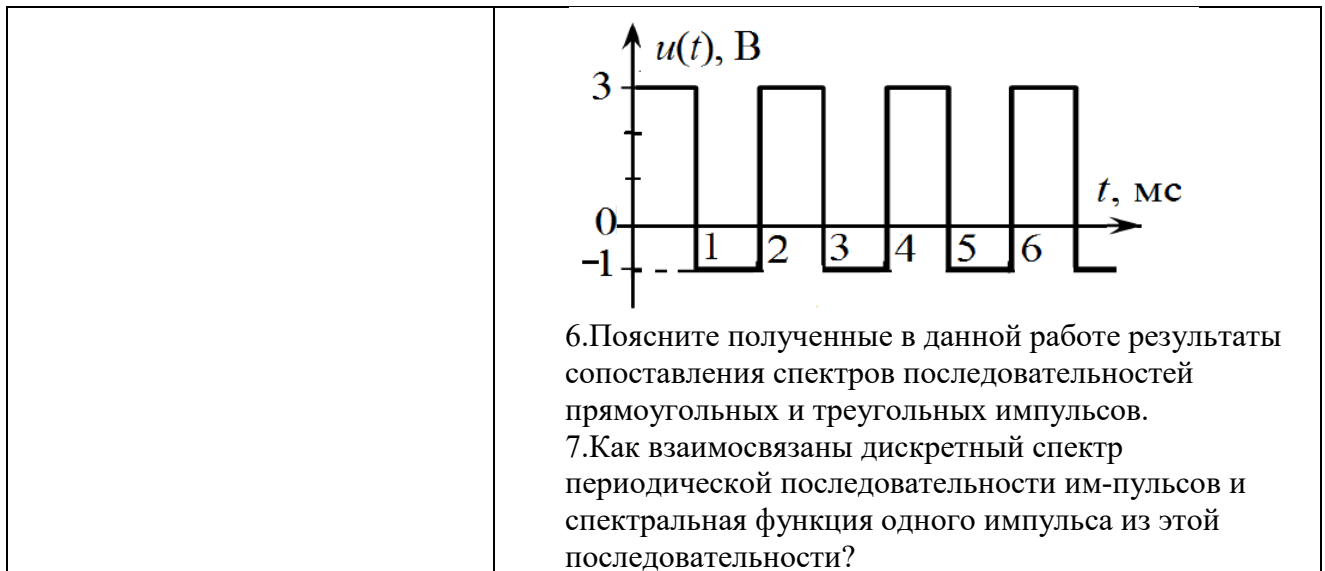 u(t), В
3
t, мс
0
1 2 3 4 5 6
−1
6.Поясните полученные в данной работе результаты
сопоставления спектров последовательностей
прямоугольных и треугольных импульсов.
7.Как взаимосвязаны дискретный спектр
периодической последовательности им-пульсов и
спектральная функция одного импульса из этой
последовательности?